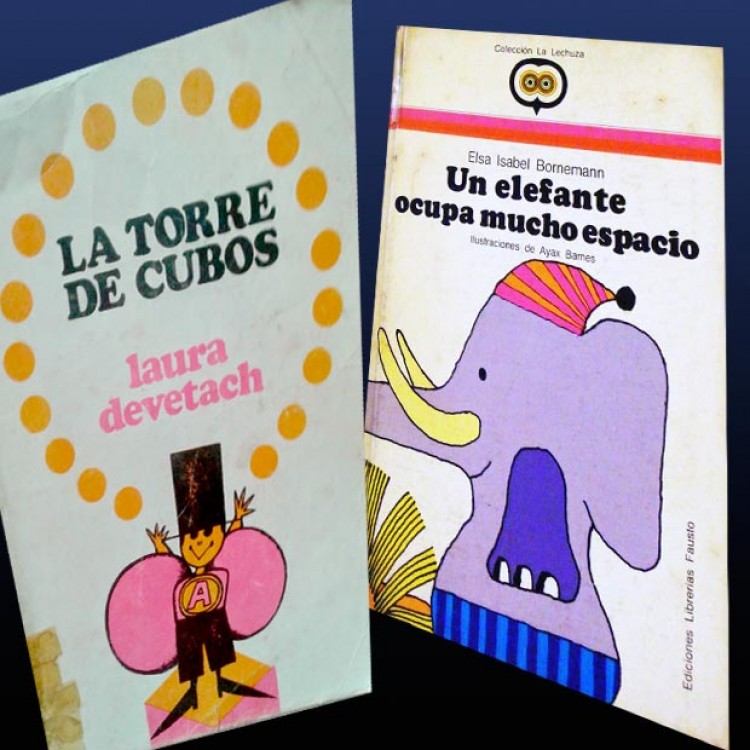 LA TORRE
DE CUBOS
laura
devetach
A
Colección La Lechuza
Elsa Isabel Bornemann
Un elefante
ocupa mucho espacio
Ilustraciones de Ayax Barnes
Ediciones Librerías Fausto